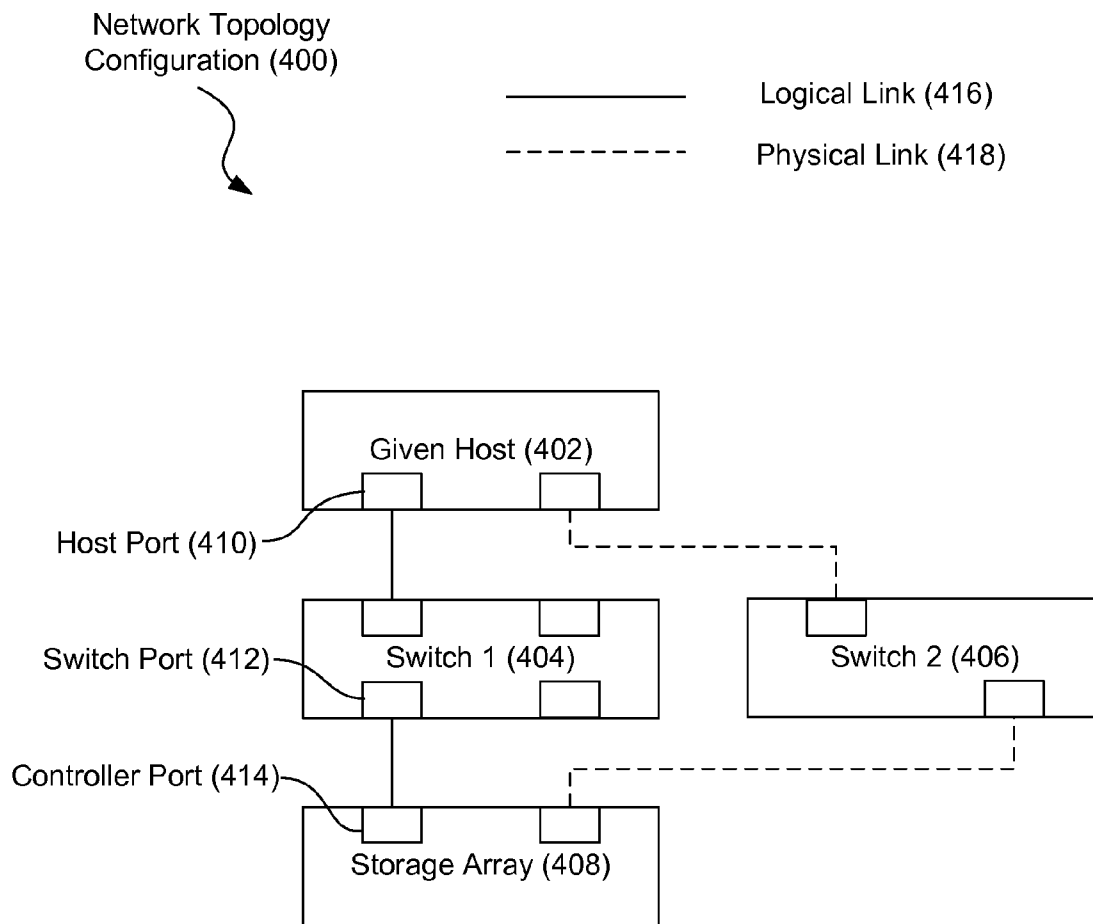 Network Topology
Configuration (400)
Logical Link (416)
Physical Link (418)
Given Host (402)
Host Port (410)
Switch Port (412)
Switch 1 (404)
Switch 2 (406)
Controller Port (414)
Storage Array (408)